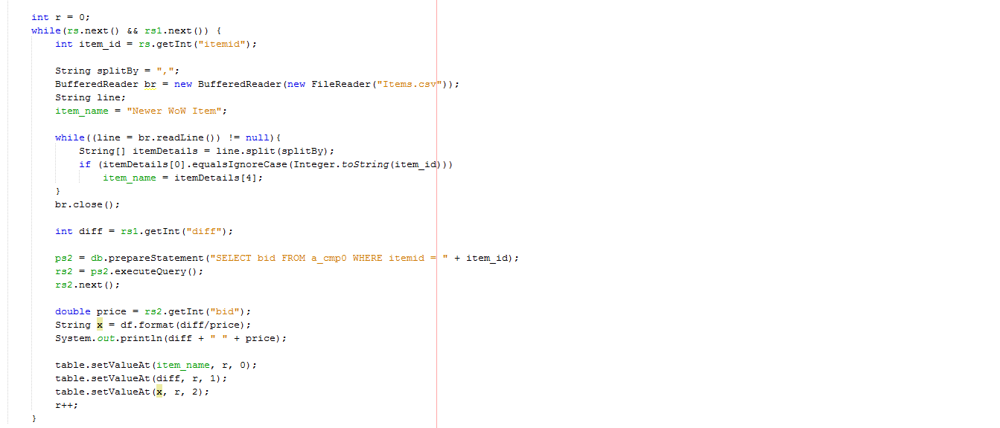 int r = 0;
while(rs.next() && rs1.next()) {
int item_id = rs.getInt("itemid");
String splitBy = ",";
BufferedReader br = new BufferedReader(new FileReader("Items.csv"));
String line;
item_name = "Newer WoW Item";
while((line = br.readLine()) != null){
String[] itemDetails = line.split(splitBy);
if (itemDetails[0].equalsIgnoreCase(Integer.toString(item_id)))
item_name = itemDetails[4];
}
br.close();
int diff = rs1.getInt("diff");
ps2 = db.prepareStatement("SELECT bid FROM a_cmp0 WHERE itemid = " + item_id);
rs2 = ps2.executeQuery();
rs2.next();
double price = rs2.getInt("bid");
String x = df.format(diff/price);
System.out.println(diff + " " + price);
table.setValueAt(item_name, r, 0);
table.setValueAt(diff, r, 1);
table.setValueAt(x, r, 2);
r++;
}